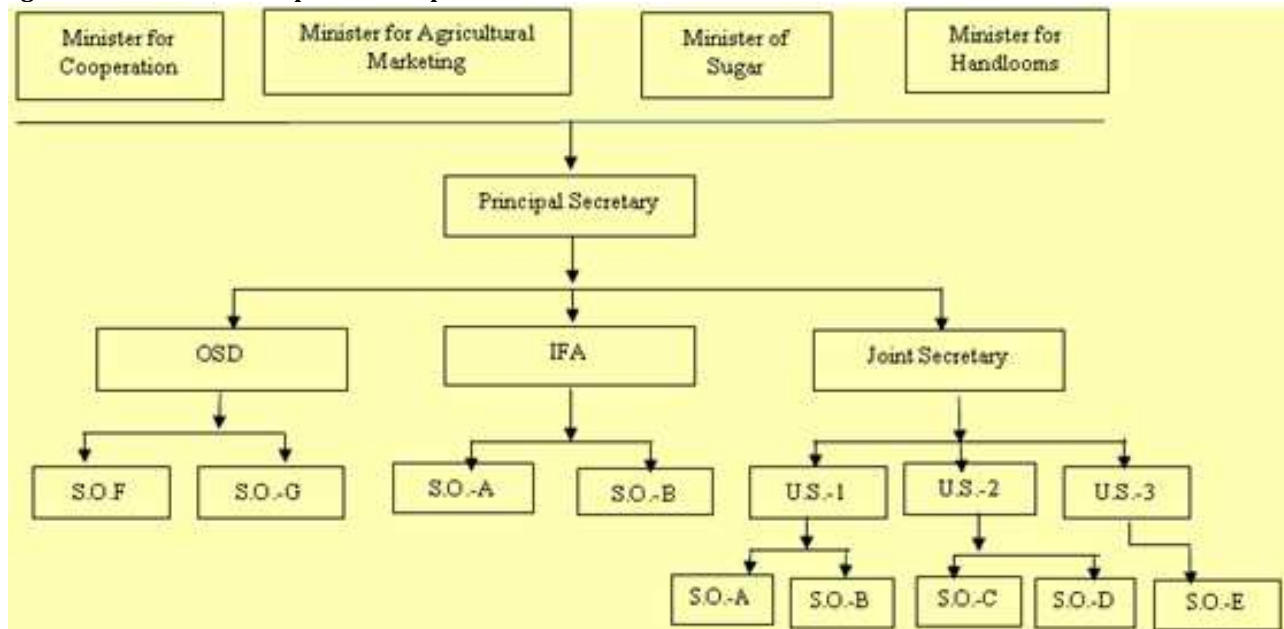 Minister for
Cooperation
Minister for Agricultural
Marketing
Minister of
Sugar
Minister for
Handlooms
Principal Secretary
OSD
IFA
Joint Secretary
S.O.F
S.O.-G
S.O.-A
S.O.-B
U.S.-1
U.S.-2
U.S.-3
S.O.-A
S.O.-B
S.O.-C
S.O.-D
S.O.-E